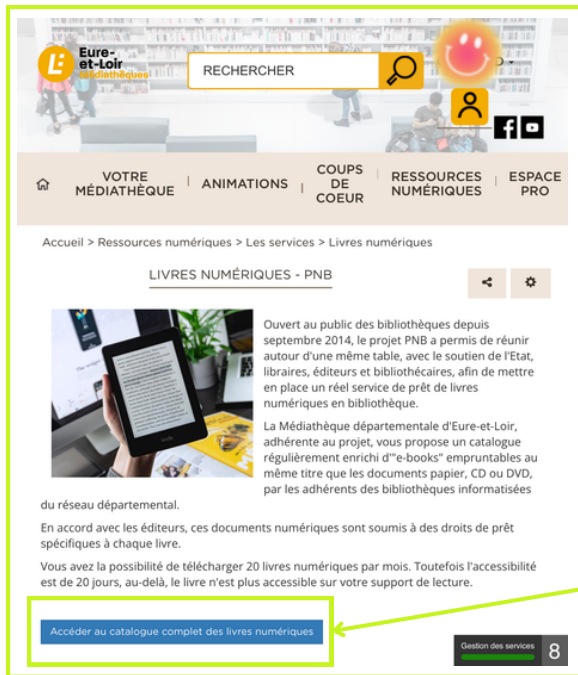 Eure-
et-Loir
Médiathèques
RECHERCHER
VOTRE
MÉDIATHÈQUE
ANIMATIONS
COUPS
DE
COEUR
RESSOURCES
NUMÉRIQUES
ESPACE
PRO
Accueil > Ressources numériques > Les services > Livres numériques
LIVRES NUMÉRIQUES - PNB
Ouvert au public des bibliothèques depuis
septembre 2014, le projet PNB a permis de réunir
autour d'une même table, avec le soutien de l'Etat,
libraires, éditeurs et bibliothécaires, afin de mettre
en place un réel service de prêt de livres
numériques en bibliothèque.
La Médiathèque départementale d'Eure-et-Loir,
adhérente au projet, vous propose un catalogue
régulièrement enrichi d'"e-books" empruntables au
même titre que les documents papier, CD ou DVD,
par les adhérents des bibliothèques informatisées
du réseau départemental.
En accord avec les éditeurs, ces documents numériques sont soumis à des droits de prêt
spécifiques à chaque livre.
Vous avez la possibilité de télécharger 20 livres numériques par mois. Toutefois l'accessibilité
est de 20 jours, au-delà, le livre n'est plus accessible sur votre support de lecture.
Accéder au catalogue complet des livres numériques
Gestion des services
8